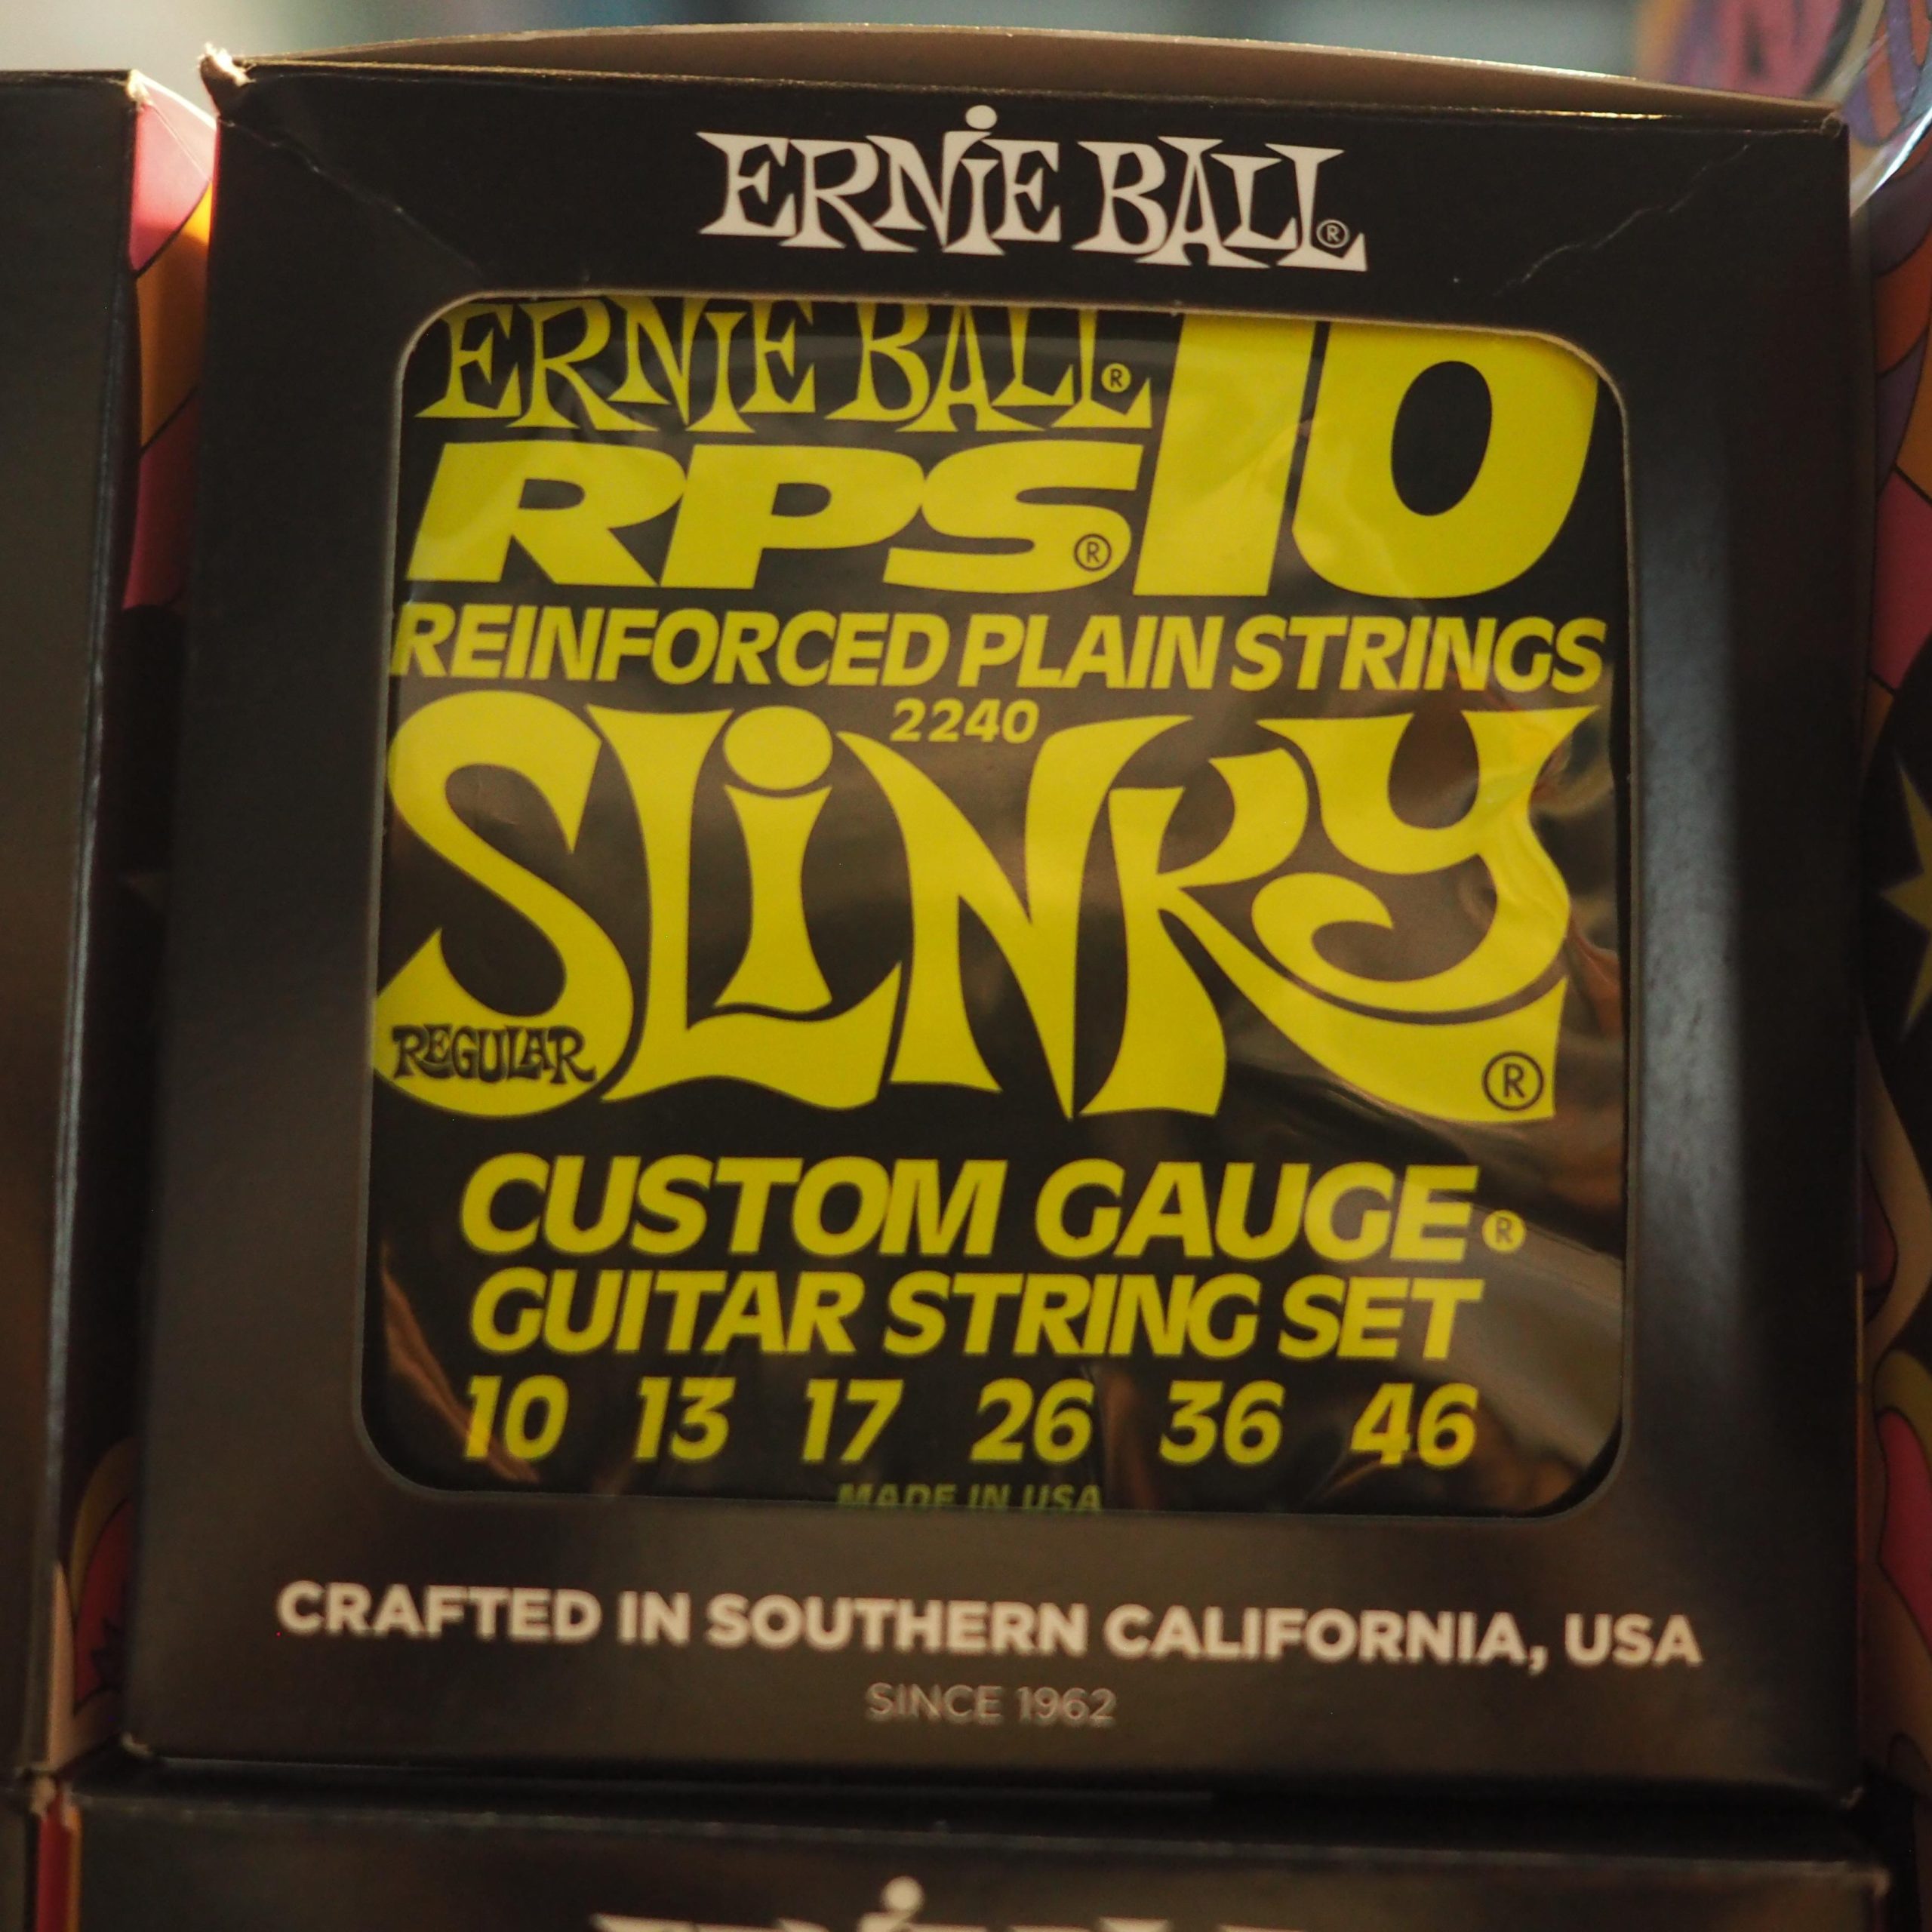 ERNiE BALL®
ERNIE BALL®
RPS® 10
REINFORCED PLAIN STRINGS
2240
SLiNKY®
REGULAR
CUSTOM GAUGE®
GUITAR STRING SET
10 13 17 26 36 46
MADE IN USA
CRAFTED IN SOUTHERN CALIFORNIA, USA
SINCE 1962